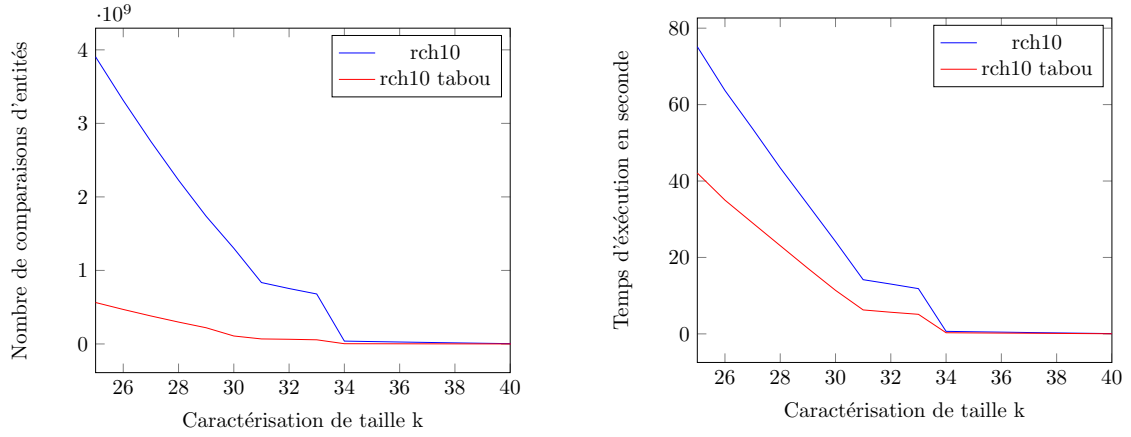 ·10⁹
Nombre de comparaisons d'entités
4
3
2
1
0
rch10
rch10 tabou
26 28 30 32 34 36 38 40
Caractérisation de taille k
Temps d'éxécution en seconde
80
60
40
20
0
rch10
rch10 tabou
26 28 30 32 34 36 38 40
Caractérisation de taille k